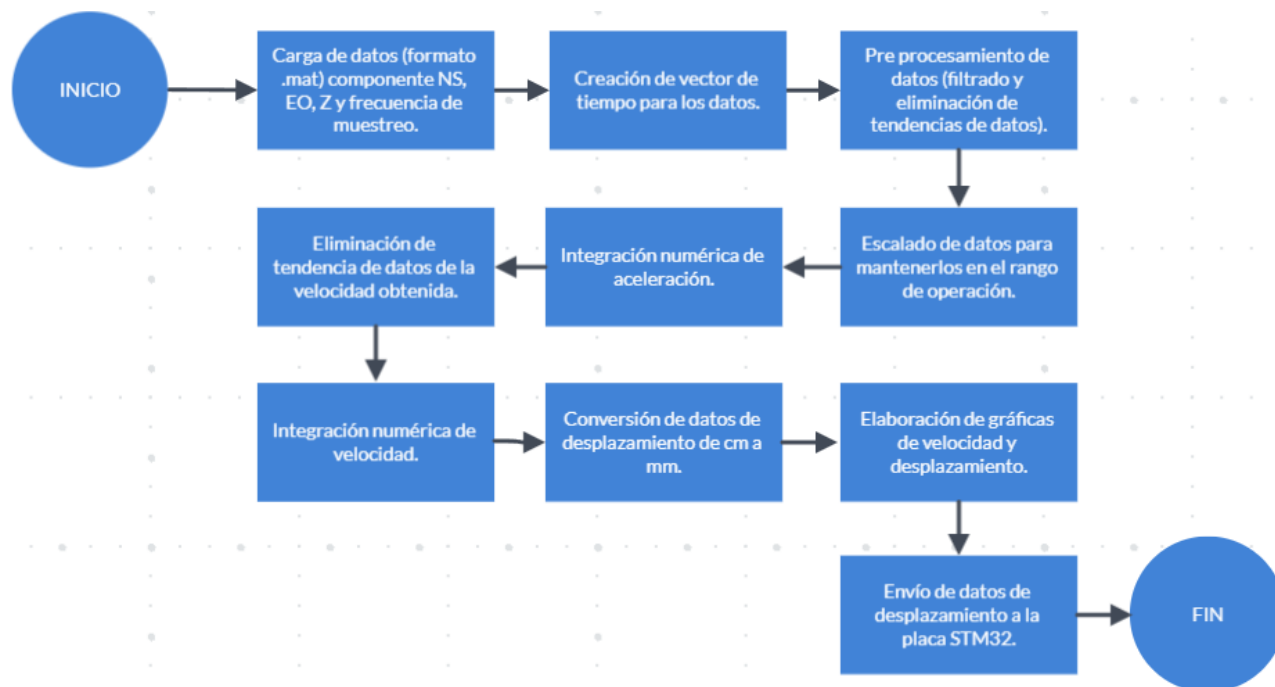 INICIO
Carga de datos (formato
.mat) componente NS,
EO, Z y frecuencia de
muestreo.
Creación de vector de
tiempo para los datos.
Pre procesamiento de
datos (filtrado y
eliminación de
tendencias de datos).
Escalado de datos para
mantenerlos en el rango
de operación.
Integración numérica de
aceleración.
Eliminación de
tendencia de datos de la
velocidad obtenida.
Integración numérica de
velocidad.
Conversión de datos de
desplazamiento de cm a
mm.
Elaboración de gráficas
de velocidad y
desplazamiento.
Envío de datos de
desplazamiento a la
placa STM32.
FIN